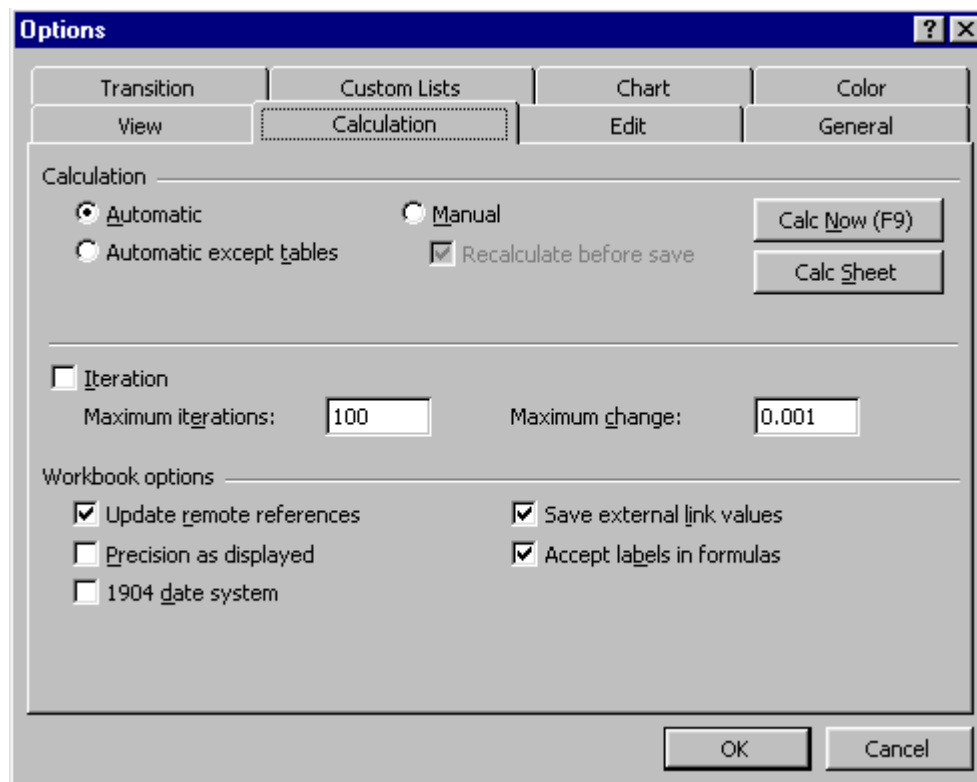 Options
Transition Custom Lists Chart Color
View Calculation Edit General
Calculation
Automatic Manual Calc Now (F9)
Automatic except tables Recalculate before save Calc Sheet
Iteration
Maximum iterations: 100 Maximum change: 0.001
Workbook options
Update remote references Save external link values
Precision as displayed Accept labels in formulas
1904 date system
OK Cancel